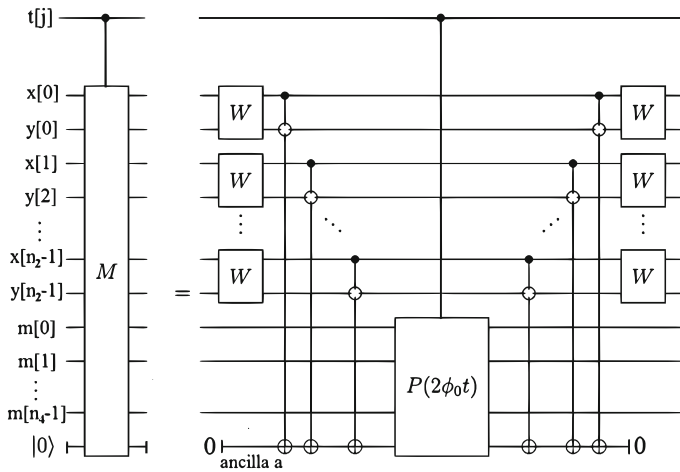 t[j]
x[0] W W
y[0]
x[1] W W
y[2]
⋮ ⋮ ⋱ ⋰ ⋮
x[n₂-1] M W W
y[n₂-1] =
m[0]
m[1] P(2ϕ₀t)
⋮
m[n₄-1]
|0⟩ 0 0
ancilla a